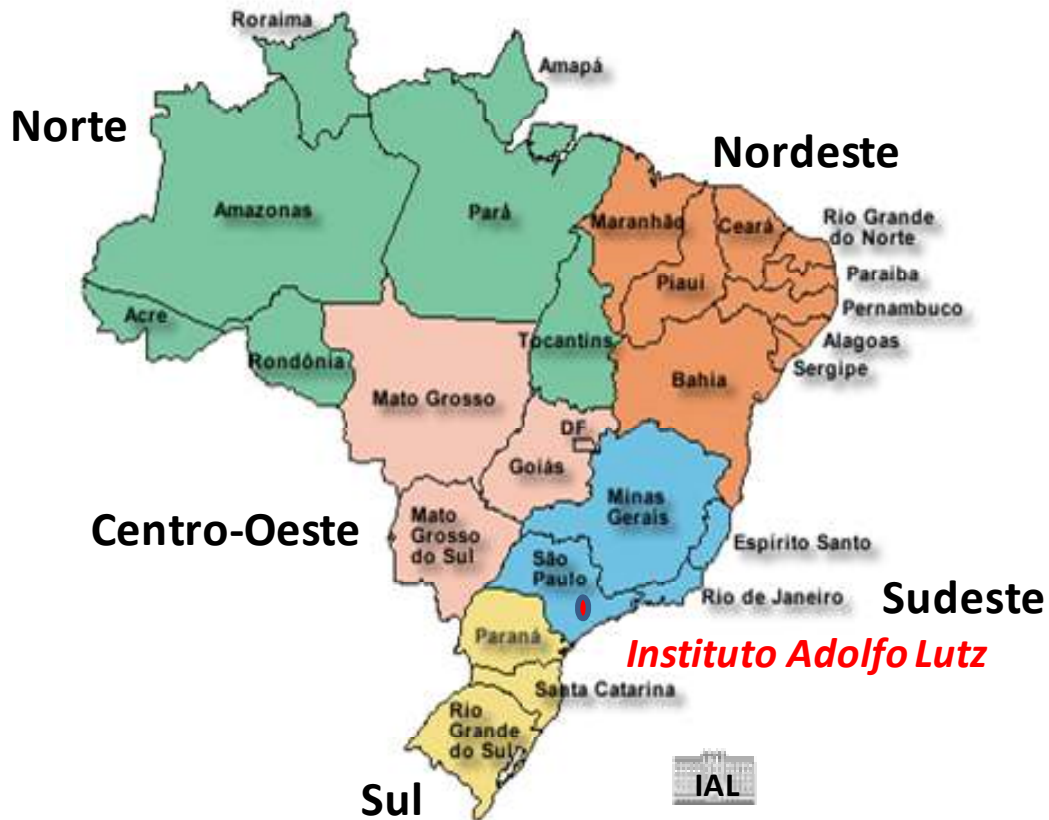 Roraima
Amapá
Norte
Nordeste
Amazonas
Pará
Maranhão
Ceará
Rio Grande
do Norte
Piaui
Paraiba
Pernambuco
Acre
Rondônia
Tocantins
Alagoas
Sergipe
Bahia
Mato Grosso
DF
Goiás
Minas
Gerais
Centro-Oeste
Mato
Grosso
do Sul
Espírito Santo
São
Paulo
Rio de Janeiro
Sudeste
Paraná
Instituto Adolfo Lutz
Santa Catarina
Rio
Grande
do Sul
IAL
Sul